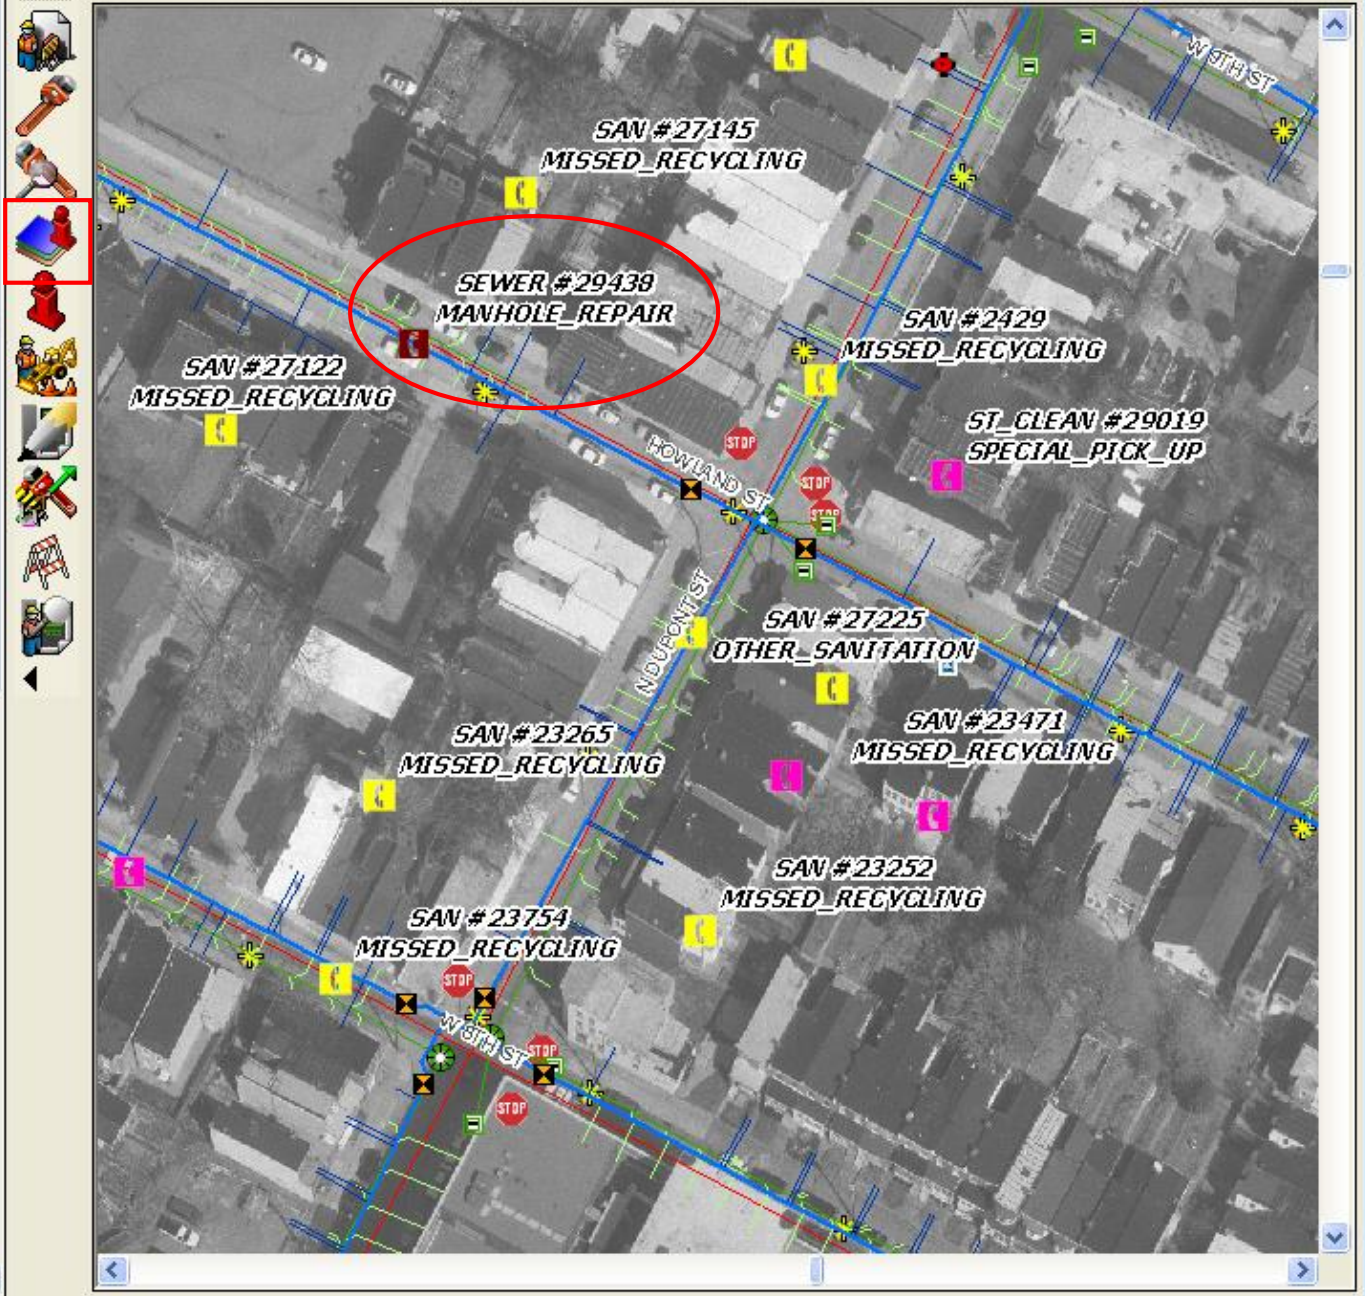 W 9TH ST
SAN #27145
MISSED_RECYCLING
SEWER #29438
MANHOLE_REPAIR
SAN #2429
MISSED_RECYCLING
SAN #27122
MISSED_RECYCLING
ST_CLEAN #29019
SPECIAL_PICK_UP
STOP
HOWLAND ST
STOP
STOP
N DUPONT ST
SAN #27225
OTHER_SANITATION
SAN #23265
MISSED_RECYCLING
SAN #23471
MISSED_RECYCLING
SAN #23252
MISSED_RECYCLING
SAN #23754
MISSED_RECYCLING
STOP
W 8TH ST
STOP
STOP